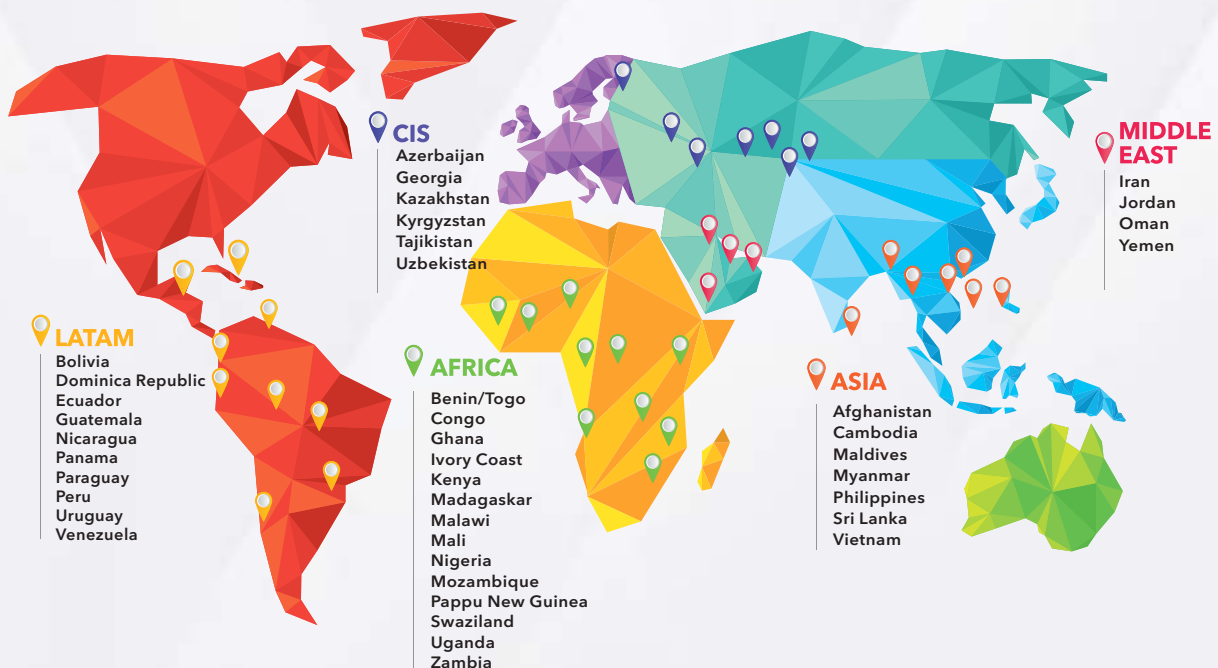 CIS
Azerbaijan
Georgia
Kazakhstan
Kyrgyzstan
Tajikistan
Uzbekistan
MIDDLE
EAST
Iran
Jordan
Oman
Yemen
LATAM
Bolivia
Dominica Republic
Ecuador
Guatemala
Nicaragua
Panama
Paraguay
Peru
Uruguay
Venezuela
AFRICA
Benin/Togo
Congo
Ghana
Ivory Coast
Kenya
Madagaskar
Malawi
Mali
Nigeria
Mozambique
Pappu New Guinea
Swaziland
Uganda
Zambia
ASIA
Afghanistan
Cambodia
Maldives
Myanmar
Philippines
Sri Lanka
Vietnam